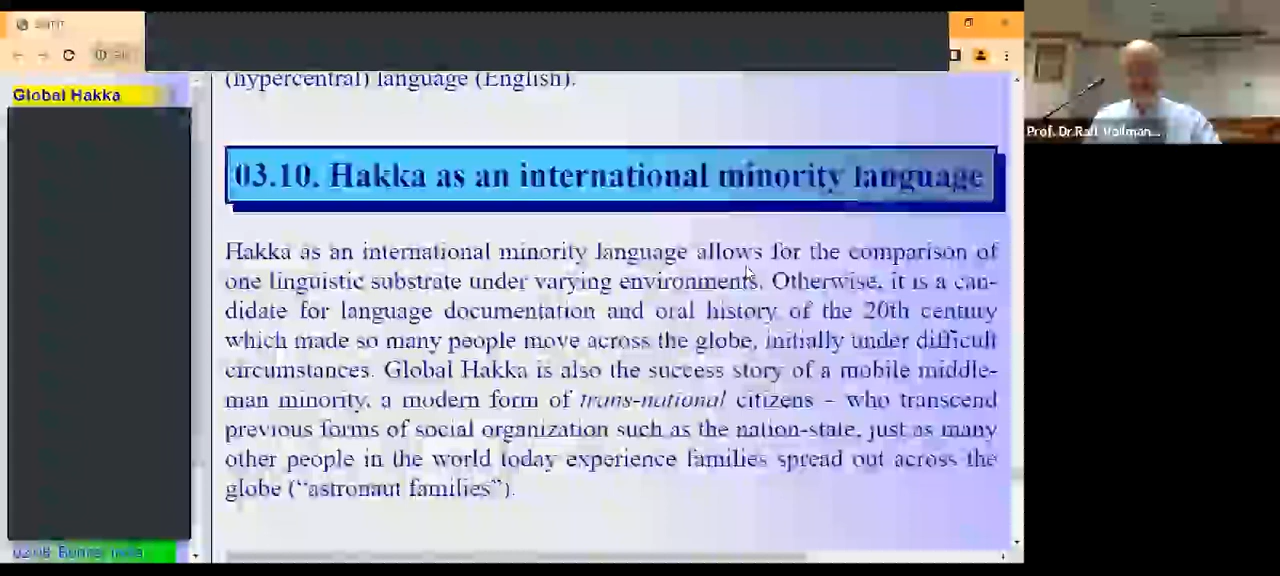 Global Hakka
(hypercentral) language (English).
03.10. Hakka as an international minority language
Hakka as an international minority language allows for the comparison of
one linguistic substrate under varying environments. Otherwise, it is a can-
didate for language documentation and oral history of the 20th century
which made so many people move across the globe, initially under difficult
circumstances. Global Hakka is also the success story of a mobile middle-
man minority, a modern form of trans-national citizens – who transcend
previous forms of social organization such as the nation-state, just as many
other people in the world today experience families spread out across the
globe (“astronaut families”).
Prof. Dr.Ralf Vollman...